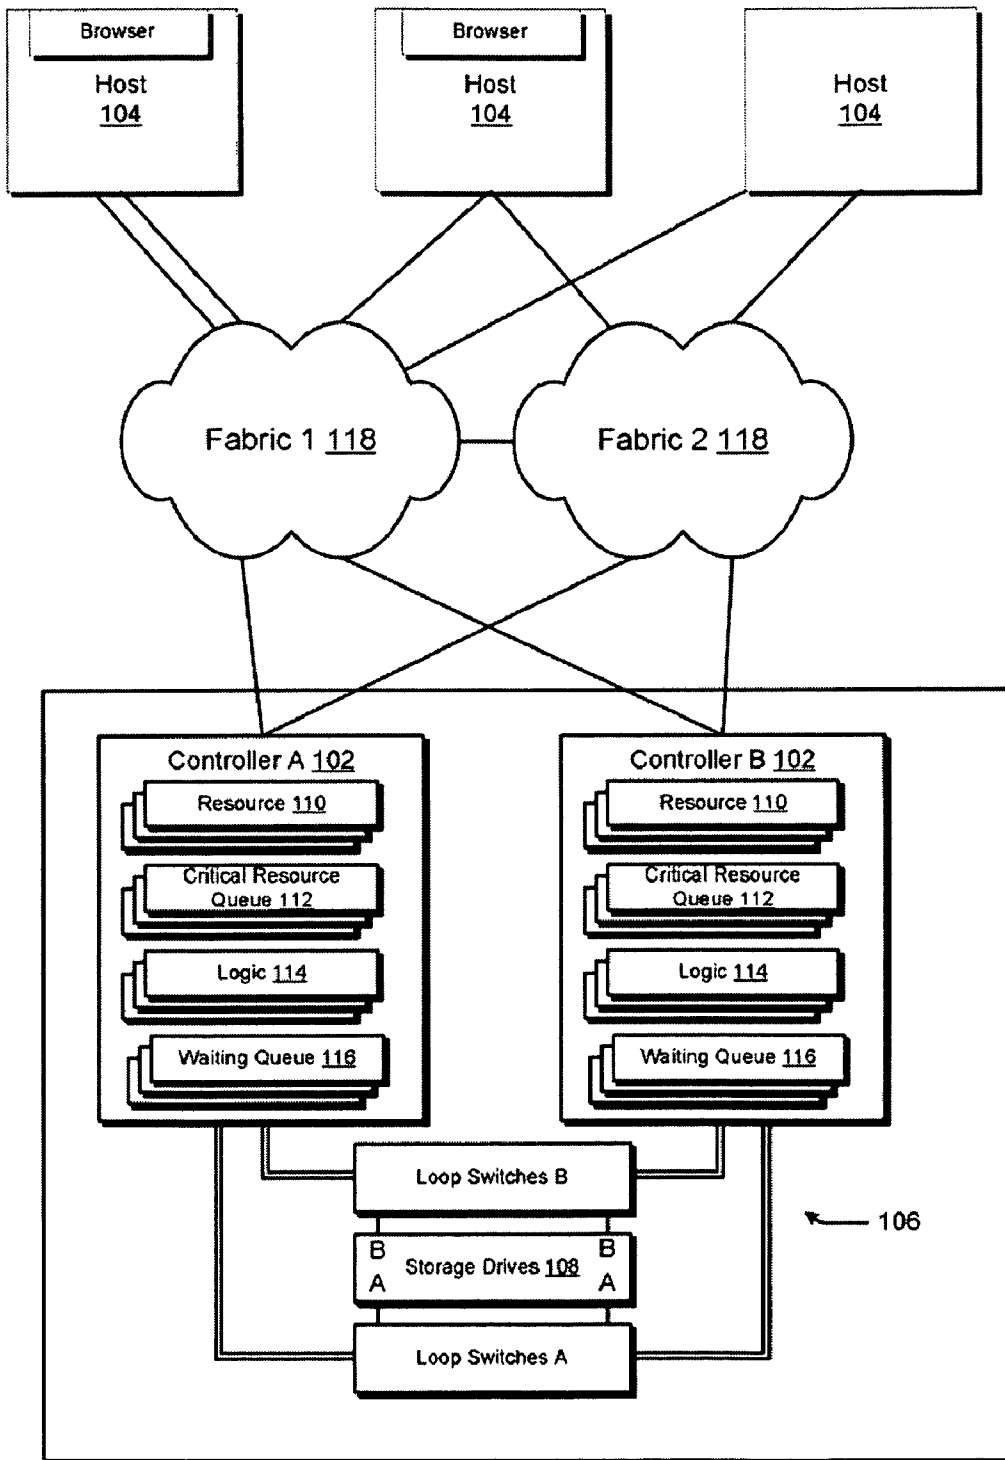 Browser
Host
104
Browser
Host
104
Host
104
Fabric 1 118
Fabric 2 118
Controller A 102
Resource 110
Critical Resource
Queue 112
Logic 114
Waiting Queue 116
Controller B 102
Resource 110
Critical Resource
Queue 112
Logic 114
Waiting Queue 116
Loop Switches B
B
B
Storage Drives 108
A
A
Loop Switches A
106